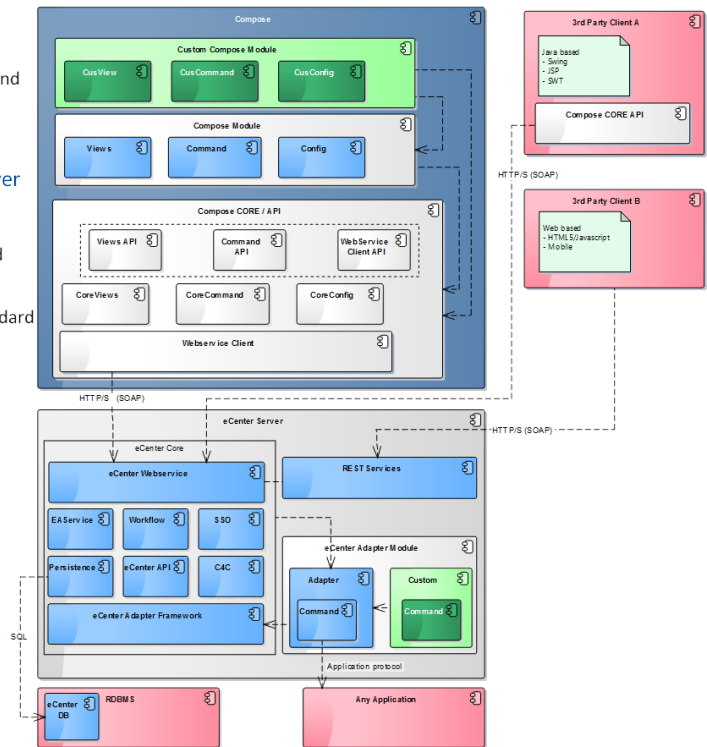 Compose
Custom Compose Module
CusView
CusCommand
CusConfig
Compose Module
Views
Command
Config
Compose CORE / API
Views API
Command
API
WebService
Client API
CoreViews
CoreCommand
CoreConfig
Webservice Client
3rd Party Client A
Java based
- Swing
- JSP
- SWT
Compose CORE API
HTTP/S (SOAP)
3rd Party Client B
Web based
- HTML5/Javascript
- Mobile
HTTP/S (SOAP)
HTTP/S (SOAP)
eCenter Server
eCenter Core
eCenter Webservice
REST Services
EAService
Workflow
SSO
Persistence
eCenter API
C4C
eCenter Adapter Framework
eCenter Adapter Module
Adapter
Command
Custom
Command
SQL
Application protocol
RDBMS
eCenter
DB
Any Application